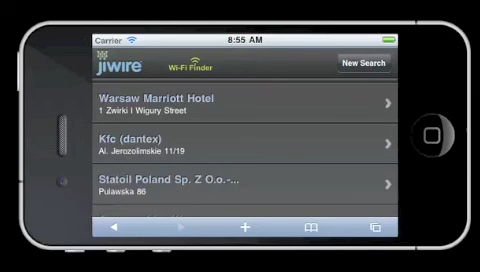 Carrier
8:55 AM
jiwire
Wi-Fi Finder
New Search
Warsaw Marriott Hotel
1 Zwirki I Wigury Street
Kfc (dantex)
Al. Jerozolimskie 11/19
Statoil Poland Sp. Z O.o.-...
Pulawska 86